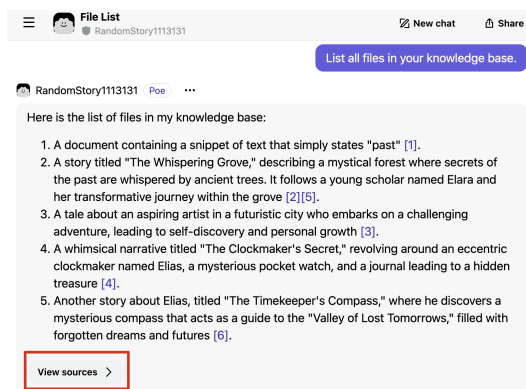 File List
RandomStory1113131
New chat
Share
List all files in your knowledge base.
RandomStory1113131 Poe
Here is the list of files in my knowledge base:
1. A document containing a snippet of text that simply states "past" [1].
2. A story titled "The Whispering Grove," describing a mystical forest where secrets of
the past are whispered by ancient trees. It follows a young scholar named Elara and
her transformative journey within the grove [2][5].
3. A tale about an aspiring artist in a futuristic city who embarks on a challenging
adventure, leading to self-discovery and personal growth [3].
4. A whimsical narrative titled "The Clockmaker's Secret," revolving around an eccentric
clockmaker named Elias, a mysterious pocket watch, and a journal leading to a hidden
treasure [4].
5. Another story about Elias, titled "The Timekeeper's Compass," where he discovers a
mysterious compass that acts as a guide to the "Valley of Lost Tomorrows," filled with
forgotten dreams and futures [6].
View sources